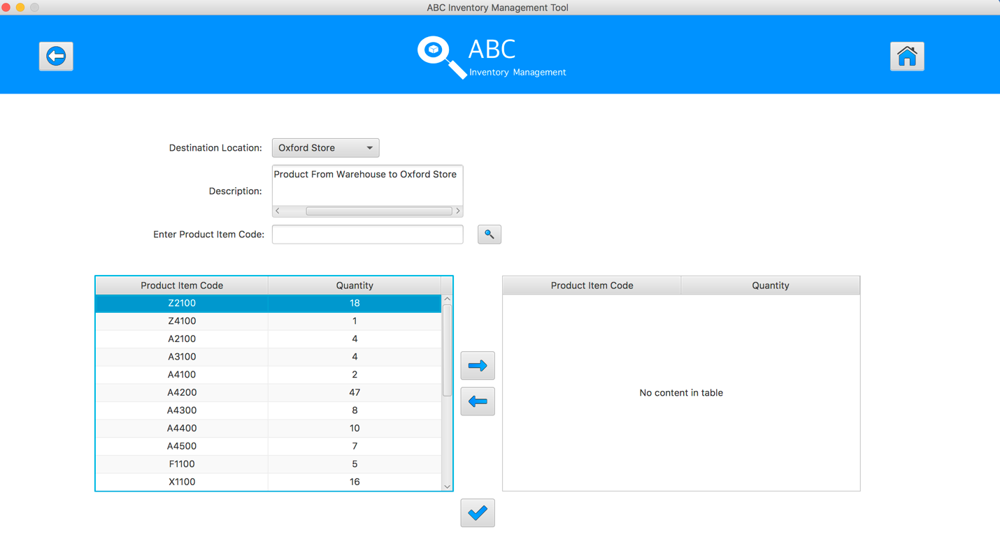 ABC Inventory Management Tool
ABC
Inventory Management
Destination Location: Oxford Store
Description: Product From Warehouse to Oxford Store
Enter Product Item Code:
Product Item Code Quantity
Z2100 18
Z4100 1
A2100 4
A3100 4
A4100 2
A4200 47
A4300 8
A4400 10
A4500 7
F1100 5
X1100 16
Product Item Code Quantity
No content in table